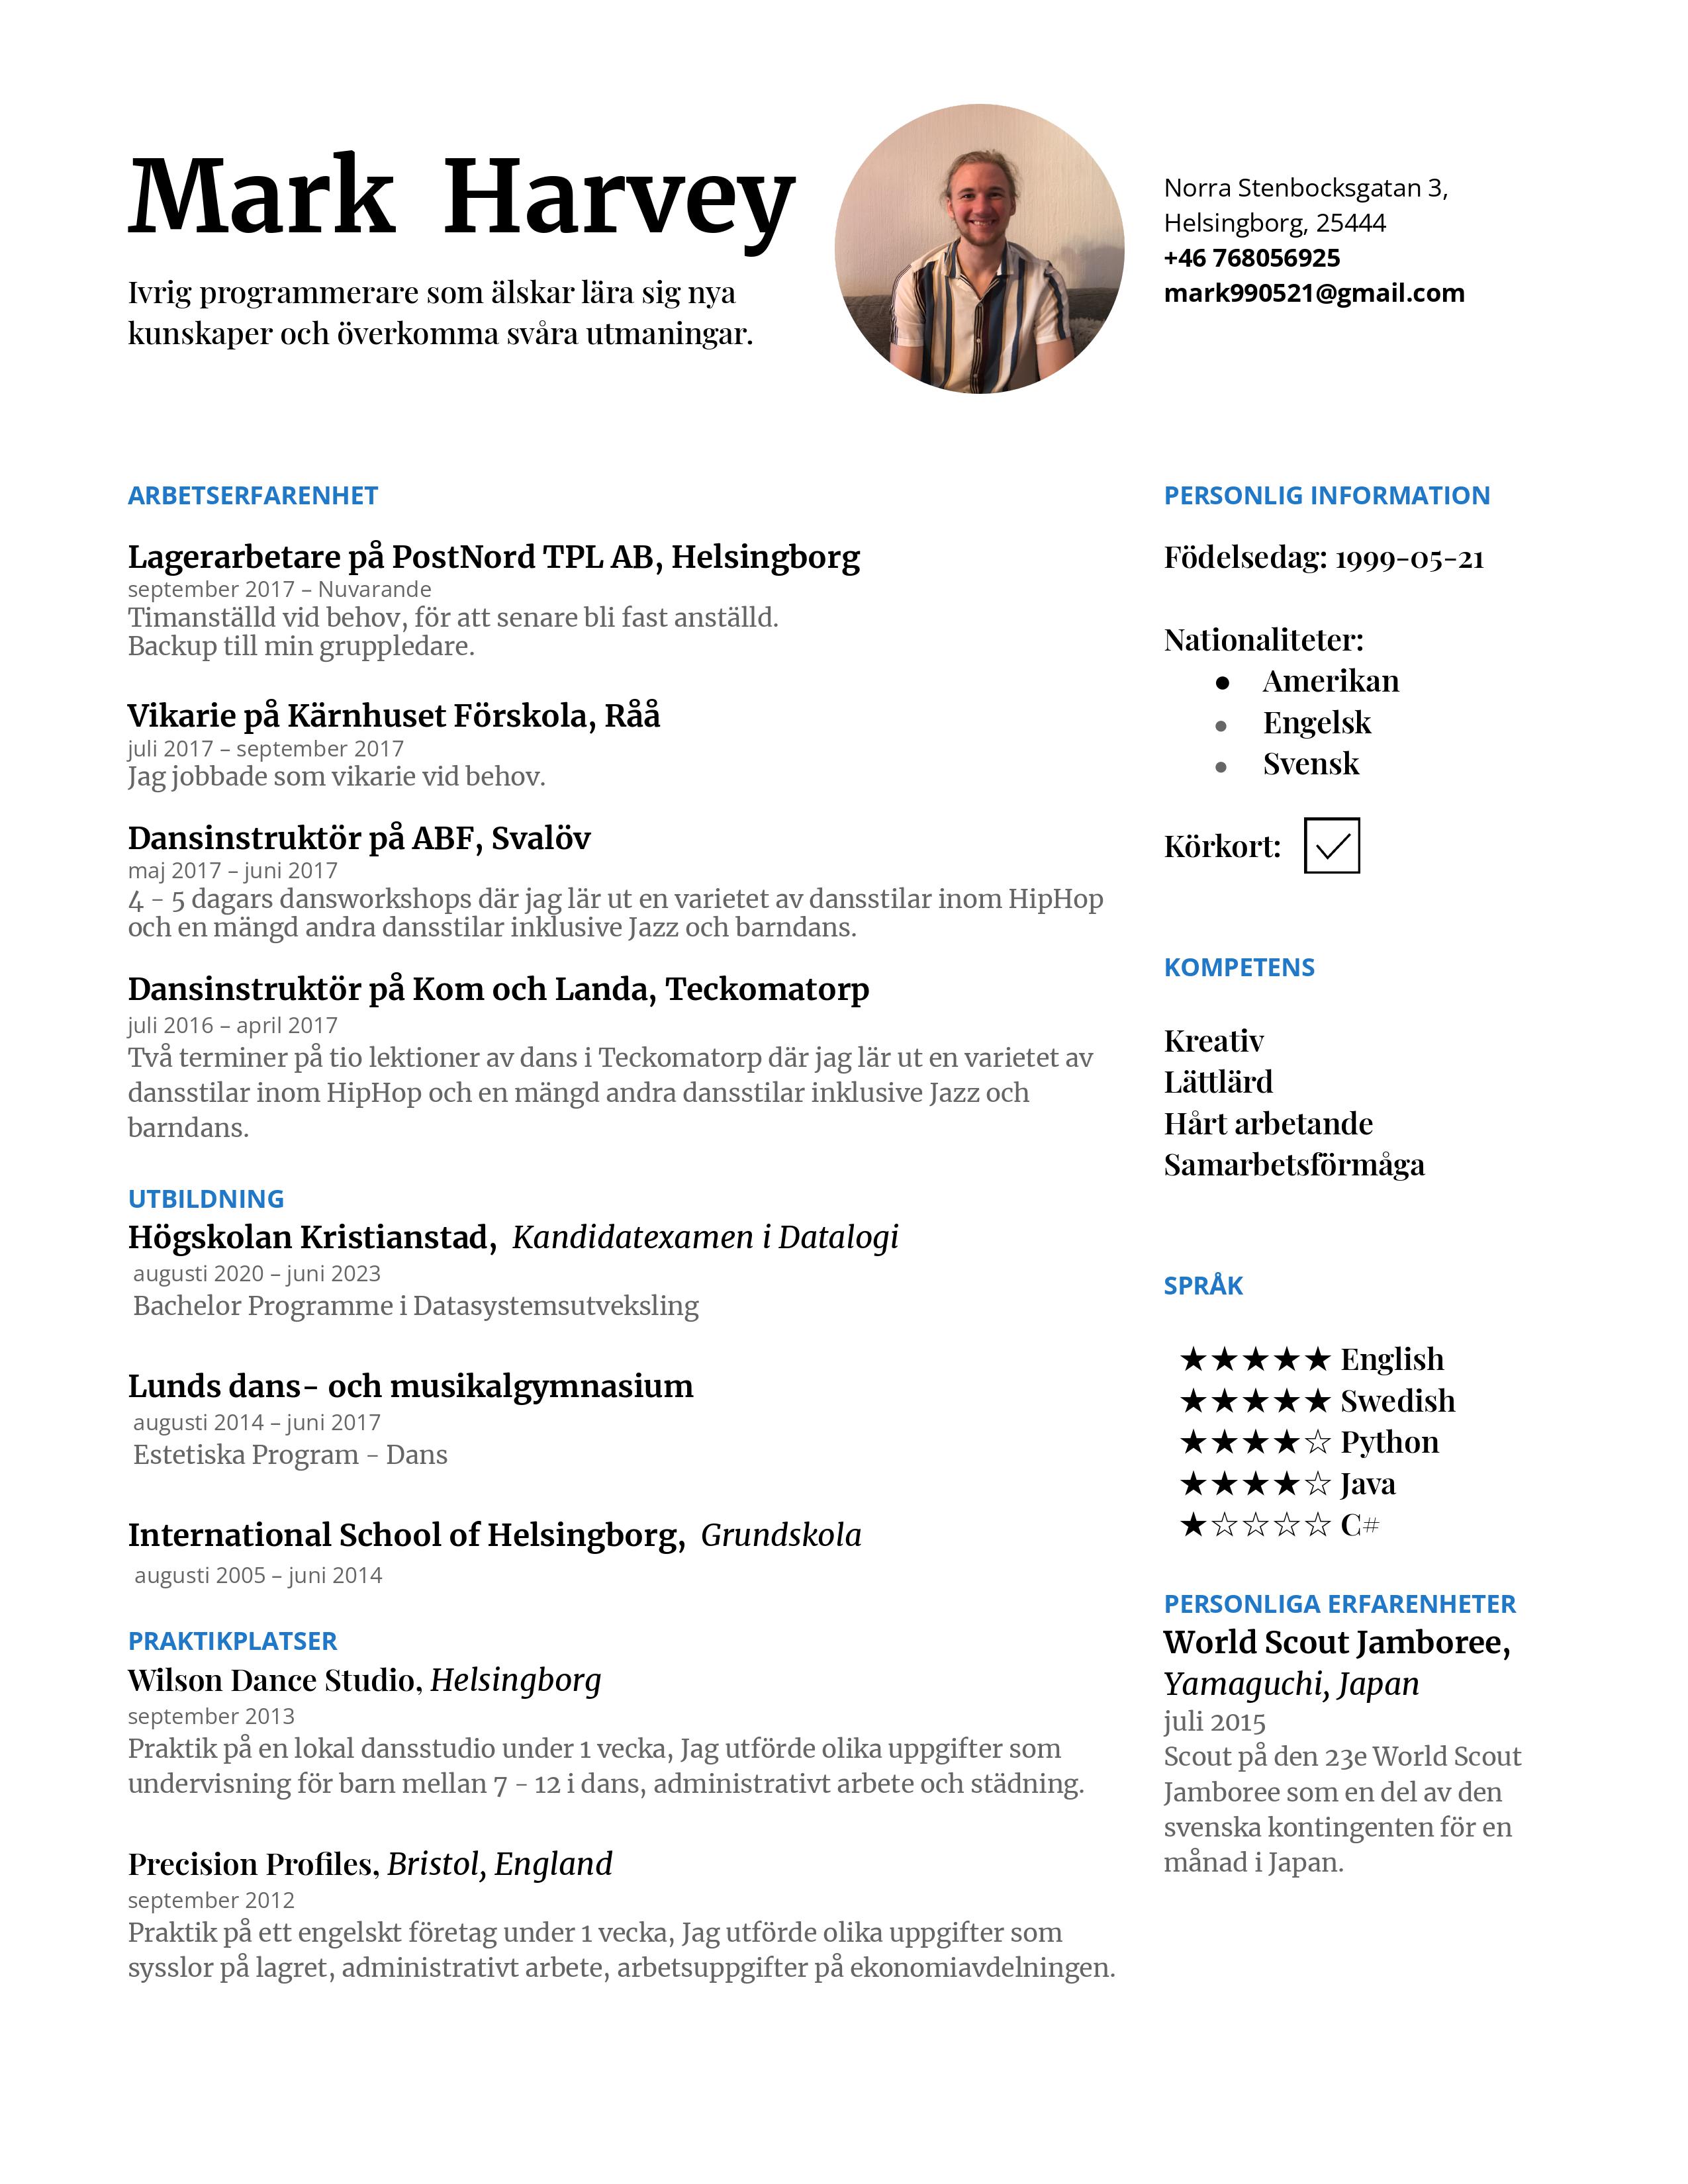 Mark Harvey
Ivrig programmerare som älskar lära sig nya
kunskaper och överkomma svåra utmaningar.
Norra Stenbocksgatan 3,
Helsingborg, 25444
+46 768056925
mark990521@gmail.com
ARBETSERFARENHET
Lagerarbetare på PostNord TPL AB, Helsingborg
september 2017 – Nuvarande
Timanställd vid behov, för att senare bli fast anställd.
Backup till min gruppledare.
Vikarie på Kärnhuset Förskola, Råå
juli 2017 – september 2017
Jag jobbade som vikarie vid behov.
Dansinstruktör på ABF, Svalöv
maj 2017 – juni 2017
4 - 5 dagars dansworkshops där jag lär ut en varietet av dansstilar inom HipHop
och en mängd andra dansstilar inklusive Jazz och barndans.
Dansinstruktör på Kom och Landa, Teckomatorp
juli 2016 – april 2017
Två terminer på tio lektioner av dans i Teckomatorp där jag lär ut en varietet av
dansstilar inom HipHop och en mängd andra dansstilar inklusive Jazz och
barndans.
UTBILDNING
Högskolan Kristianstad, Kandidatexamen i Datalogi
augusti 2020 – juni 2023
Bachelor Programme i Datasystemsutveksling
Lunds dans- och musikalgymnasium
augusti 2014 – juni 2017
Estetiska Program - Dans
International School of Helsingborg, Grundskola
augusti 2005 – juni 2014
PRAKTIKPLATSER
Wilson Dance Studio, Helsingborg
september 2013
Praktik på en lokal dansstudio under 1 vecka, Jag utförde olika uppgifter som
undervisning för barn mellan 7 - 12 i dans, administrativt arbete och städning.
Precision Profiles, Bristol, England
september 2012
Praktik på ett engelskt företag under 1 vecka, Jag utförde olika uppgifter som
sysslor på lagret, administrativt arbete, arbetsuppgifter på ekonomiavdelningen.
PERSONLIG INFORMATION
Födelsedag: 1999-05-21
Nationaliteter:
● Amerikan
● Engelsk
● Svensk
Körkort:
KOMPETENS
Kreativ
Lättlärd
Hårt arbetande
Samarbetsförmåga
SPRÅK
★★★★★ English
★★★★★ Swedish
★★★★☆ Python
★★★★☆ Java
★☆☆☆☆ C#
PERSONLIGA ERFARENHETER
World Scout Jamboree,
Yamaguchi, Japan
juli 2015
Scout på den 23e World Scout
Jamboree som en del av den
svenska kontingenten för en
månad i Japan.